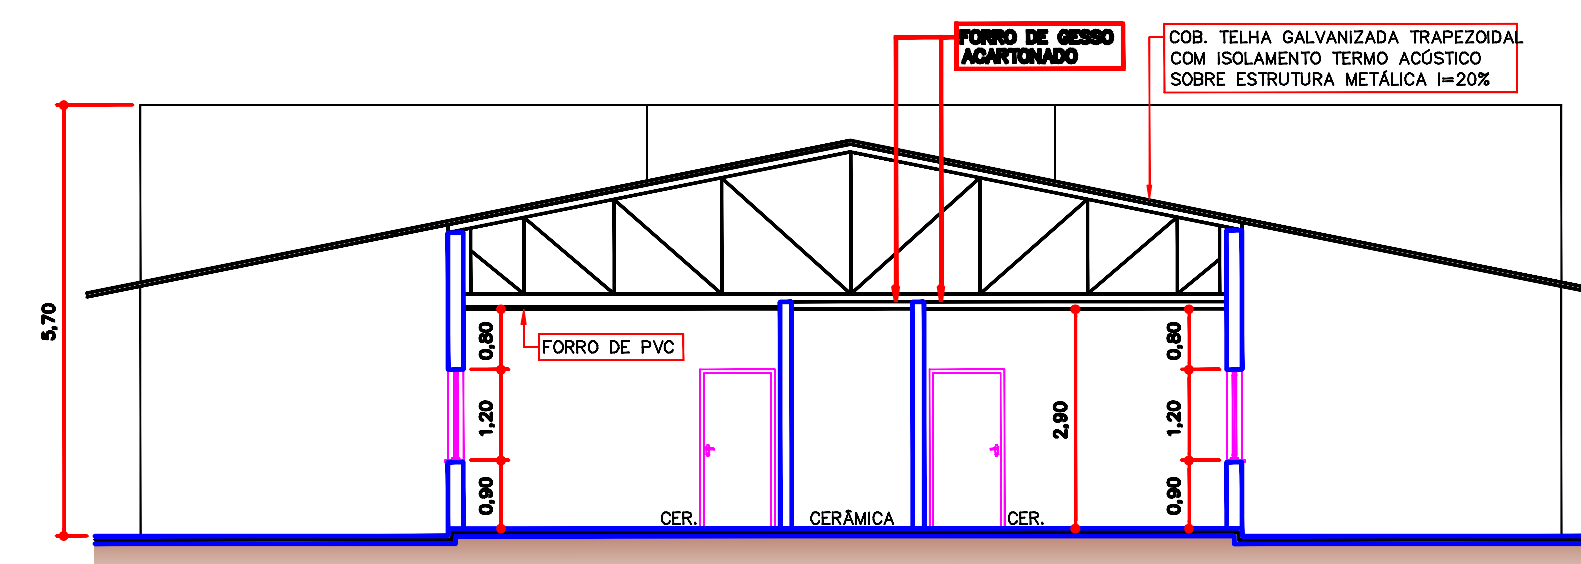 FORRO DE GESSO
ACARTONADO
COB. TELHA GALVANIZADA TRAPEZOIDAL
COM ISOLAMENTO TERMO ACÚSTICO
SOBRE ESTRUTURA METÁLICA I=20%
5,70
0,80
FORRO DE PVC
0,80
1,20
2,90
1,20
0,90
0,90
CER.
CERÂMICA
CER.